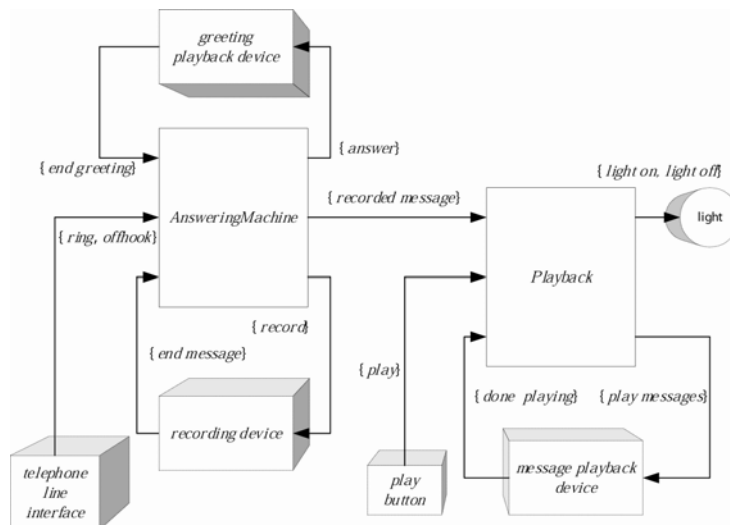 greeting
playback device
{ end greeting}
{ answer}
{ ring, offhook}
AnsweringMachine
{ recorded message}
{ light on, light off}
light
Playback
{ record}
{ end message}
{ play}
{ done playing}
{ play messages}
recording device
telephone
line
interface
play
button
message playback
device